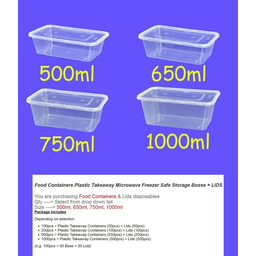 500ml 650ml
750ml 1000ml
Food Containers Plastic Takeaway Microwave Freezer Safe Storage Boxes + LIDS
You are purchasing Food Containers & Lids disposables
Qty ----> Select from drop down list
Size ----> 500ml, 650ml, 750ml, 1000ml
Package Includes
Depending on selection:
• 100pcs = Plastic Takeaway Containers (50pcs) + Lids (50pcs)
• 200pcs = Plastic Takeaway Containers (100pcs) + Lids (100pcs)
• 500pcs = Plastic Takeaway Containers (250pcs) + Lids (250pcs)
• 1000pcs = Plastic Takeaway Containers (500pcs) + Lids (500pcs)
(e.g. 100pcs = 50 Base + 50 Lids)